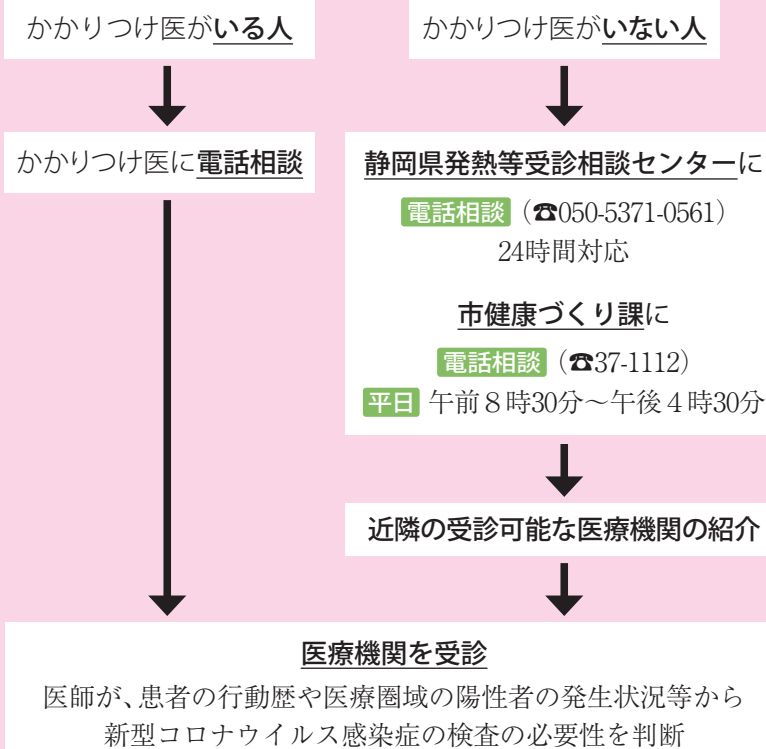 かかりつけ医がいる人
かかりつけ医に電話相談
かかりつけ医がいない人
静岡県発熱等受診相談センターに
電話相談（☎050-5371-0561）
24時間対応
市健康づくり課に
電話相談（☎37-1112）
平日 午前８時30分～午後４時30分
近隣の受診可能な医療機関の紹介
医療機関を受診
医師が、患者の行動歴や医療圏域の陽性者の発生状況等から
新型コロナウイルス感染症の検査の必要性を判断